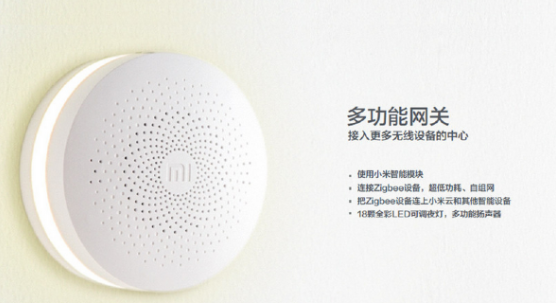 多功能网关
接入更多无线设备的中心
使用小米智能模块
连接Zigbee设备，超低功耗、自组网
把Zigbee设备连上小米云和其他智能设备
18颗全彩LED可调夜灯，多功能扬声器
mi